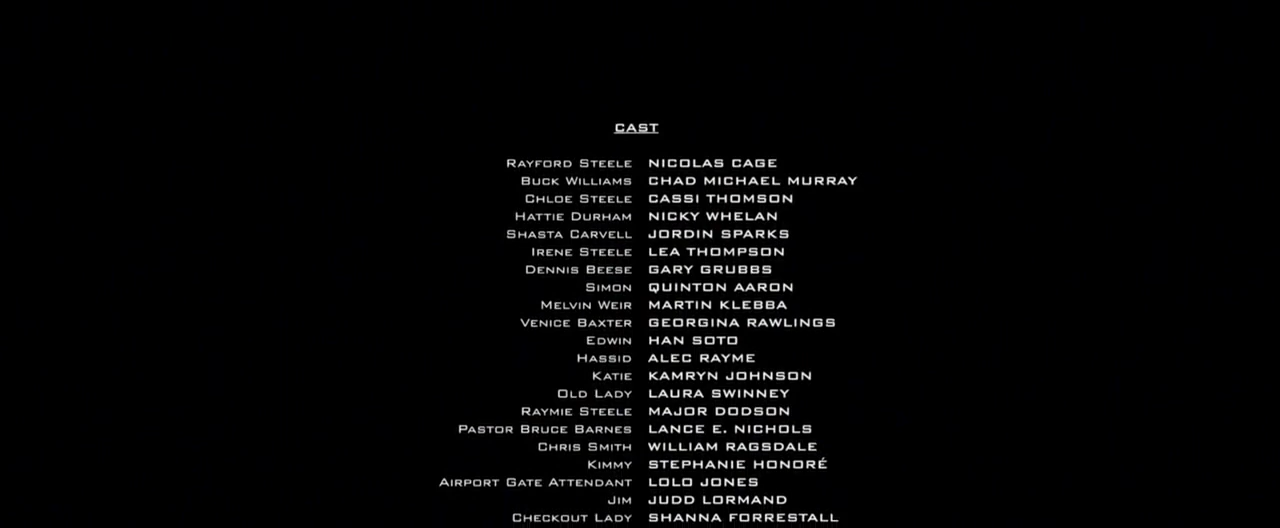 CAST
RAYFORD STEELE NICOLAS CAGE
BUCK WILLIAMS CHAD MICHAEL MURRAY
CHLOE STEELE CASSI THOMSON
HATTIE DURHAM NICKY WHELAN
SHASTA CARVELL JORDIN SPARKS
IRENE STEELE LEA THOMPSON
DENNIS BEESE GARY GRUBBS
SIMON QUINTON AARON
MELVIN WEIR MARTIN KLEBBA
VENICE BAXTER GEORGINA RAWLINGS
EDWIN HAN SOTO
HASSID ALEC RAYME
KATIE KAMRYN JOHNSON
OLD LADY LAURA SWINNEY
RAYMIE STEELE MAJOR DODSON
PASTOR BRUCE BARNES LANCE E. NICHOLS
CHRIS SMITH WILLIAM RAGSDALE
KIMMY STEPHANIE HONORÉ
AIRPORT GATE ATTENDANT LOLO JONES
JIM JUDD LORMAND
CHECKOUT LADY SHANNA FORRESTALL